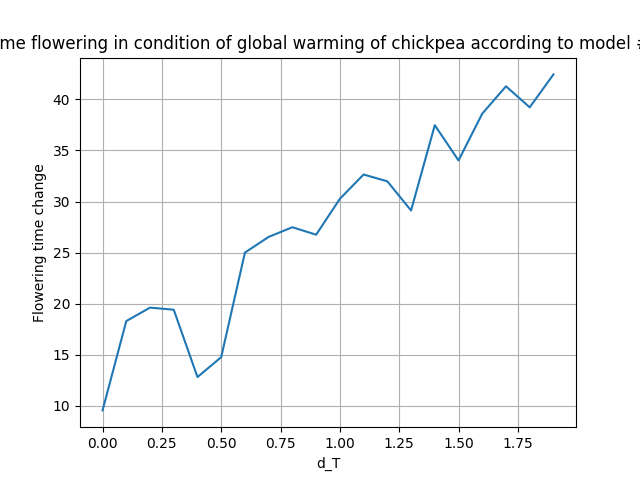 me flowering in condition of global warming of chickpea according to model #
Flowering time change
40
35
30
25
20
15
10
0.00 0.25 0.50 0.75 1.00 1.25 1.50 1.75
d_T